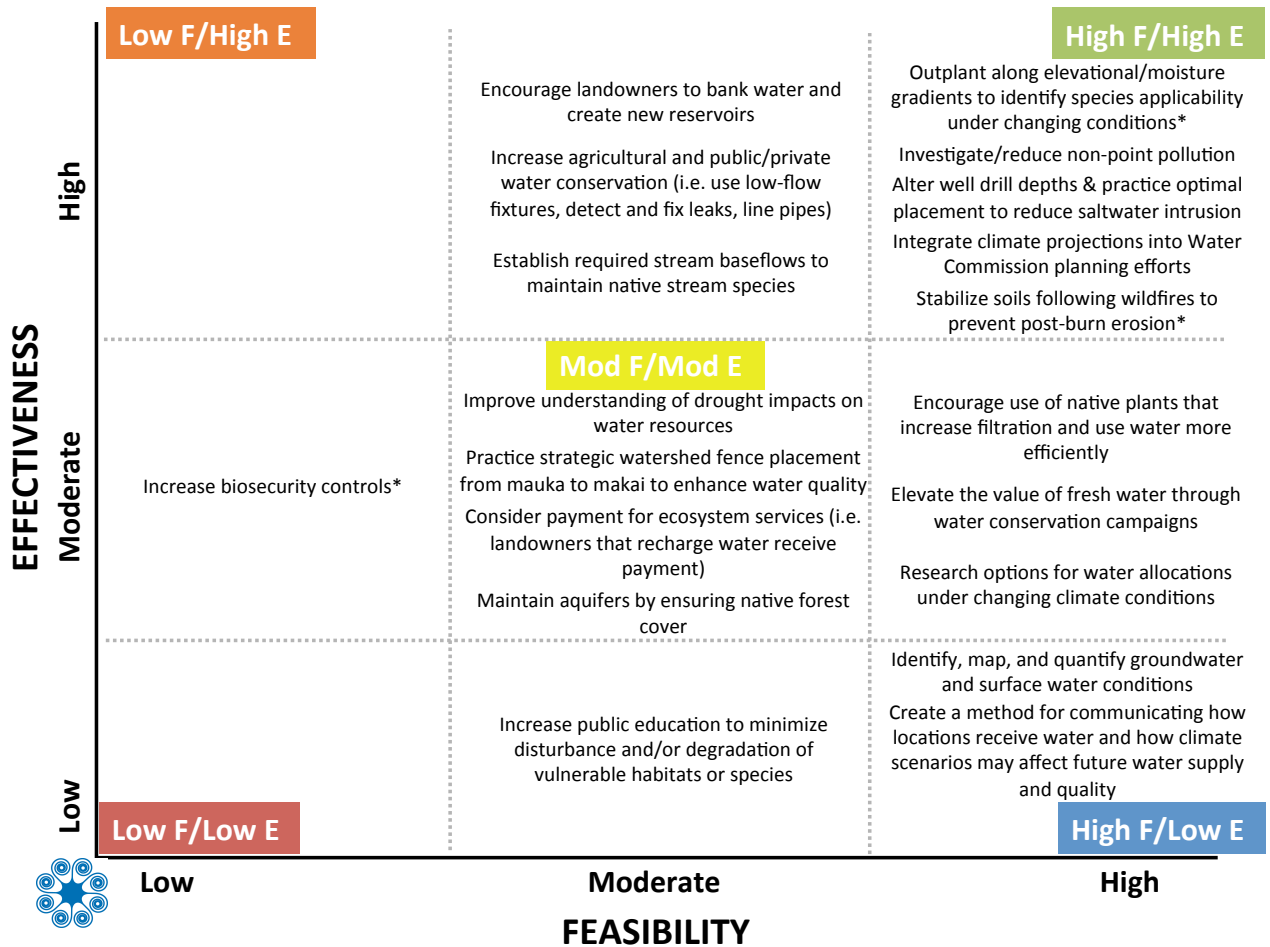 Low F/High E
High F/High E
Encourage landowners to bank water and
create new reservoirs
Increase agricultural and public/private
water conservation (i.e. use low-flow
fixtures, detect and fix leaks, line pipes)
Establish required stream baseflows to
maintain native stream species
Outplant along elevational/moisture
gradients to identify species applicability
under changing conditions*
Investigate/reduce non-point pollution
Alter well drill depths & practice optimal
placement to reduce saltwater intrusion
Integrate climate projections into Water
Commission planning efforts
Stabilize soils following wildfires to
prevent post-burn erosion*
High
EFFECTIVENESS
Moderate
Increase biosecurity controls*
Mod F/Mod E
Improve understanding of drought impacts on
water resources
Practice strategic watershed fence placement
from mauka to makai to enhance water quality
Consider payment for ecosystem services (i.e.
landowners that recharge water receive
payment)
Maintain aquifers by ensuring native forest
cover
Encourage use of native plants that
increase filtration and use water more
efficiently
Elevate the value of fresh water through
water conservation campaigns
Research options for water allocations
under changing climate conditions
Low
Low F/Low E
Increase public education to minimize
disturbance and/or degradation of
vulnerable habitats or species
Identify, map, and quantify groundwater
and surface water conditions
Create a method for communicating how
locations receive water and how climate
scenarios may affect future water supply
and quality
High F/Low E
Low
Moderate
High
FEASIBILITY